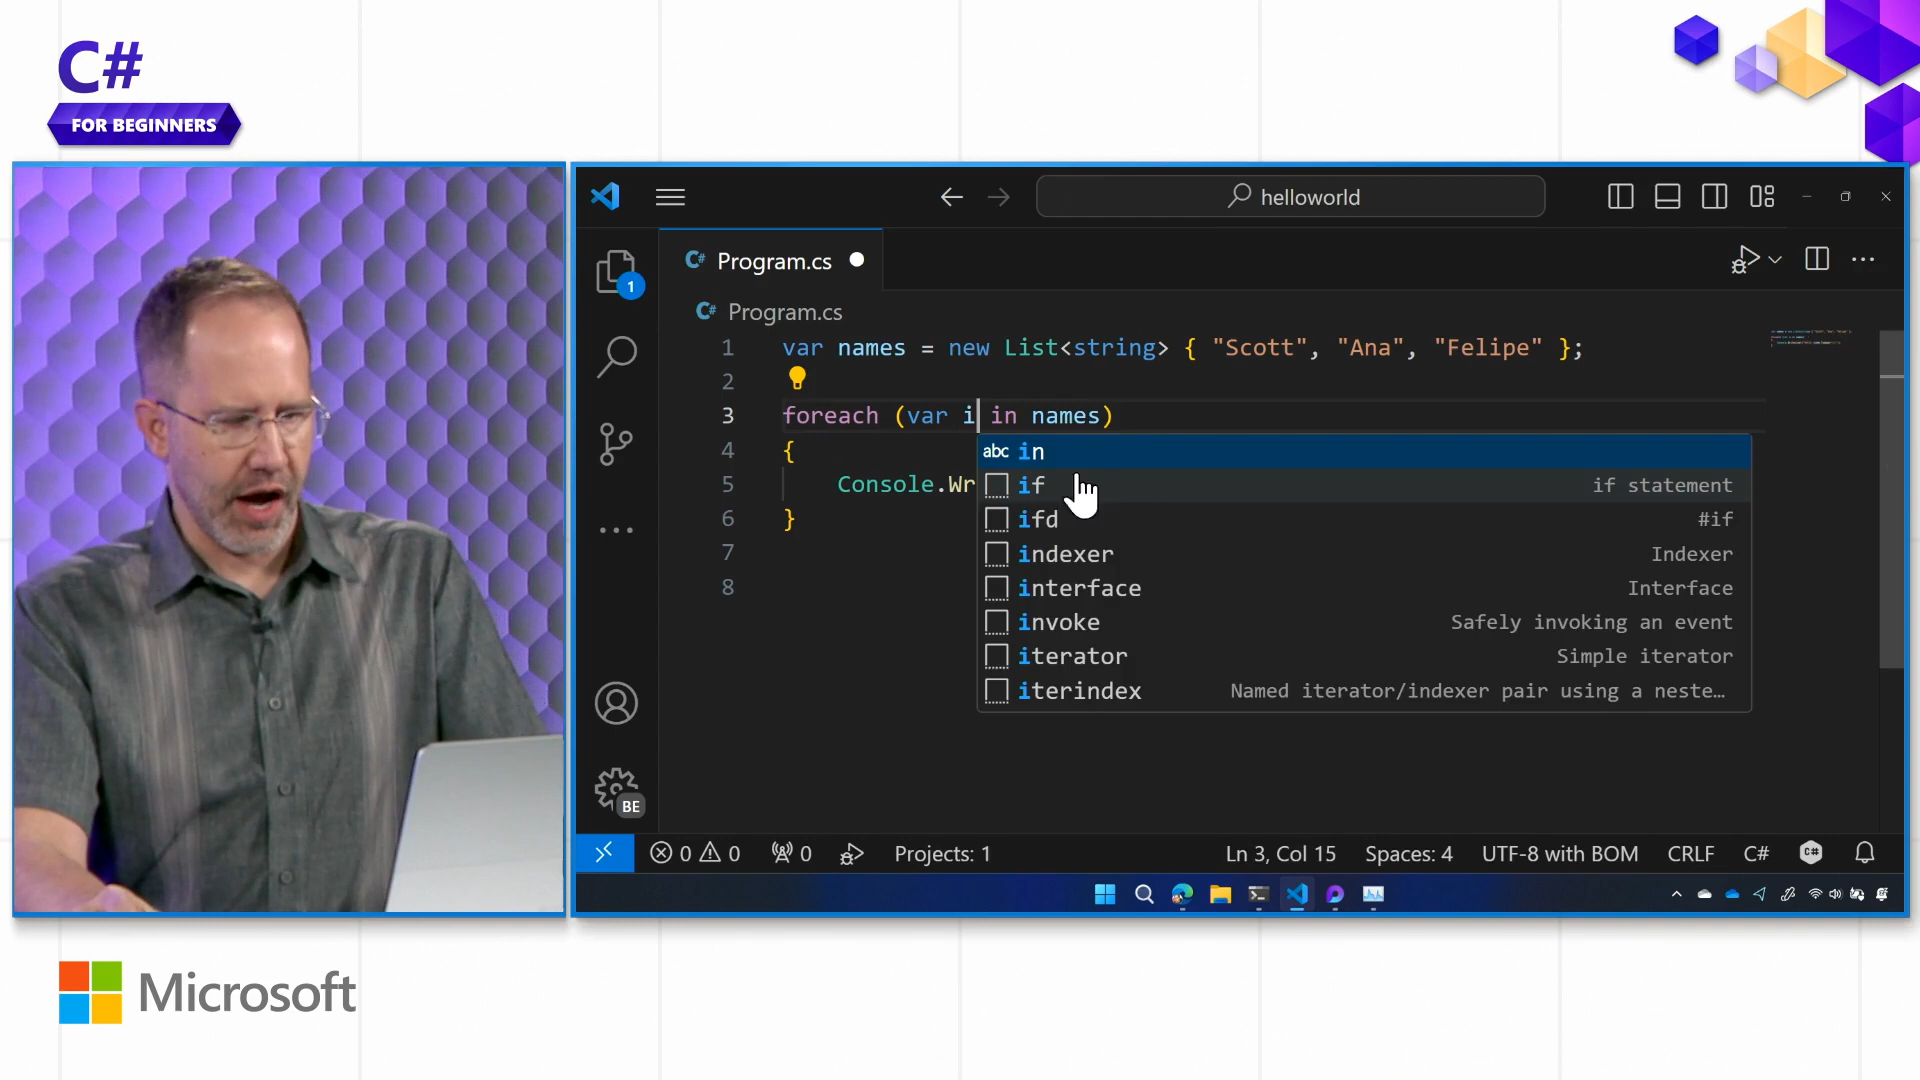 C#
FOR BEGINNERS
helloworld
C# Program.cs
1
C# Program.cs
1 var names = new List<string> { "Scott", "Ana", "Felipe" };
2
3 foreach (var i in names)
4 {
5 Console.Wr
6 }
7
8
abc in
if if statement
ifd #if
indexer Indexer
interface Interface
invoke Safely invoking an event
iterator Simple iterator
iterindex Named iterator/indexer pair using a neste…
BE
0 0 0 Projects: 1 Ln 3, Col 15 Spaces: 4 UTF-8 with BOM CRLF C#
Microsoft